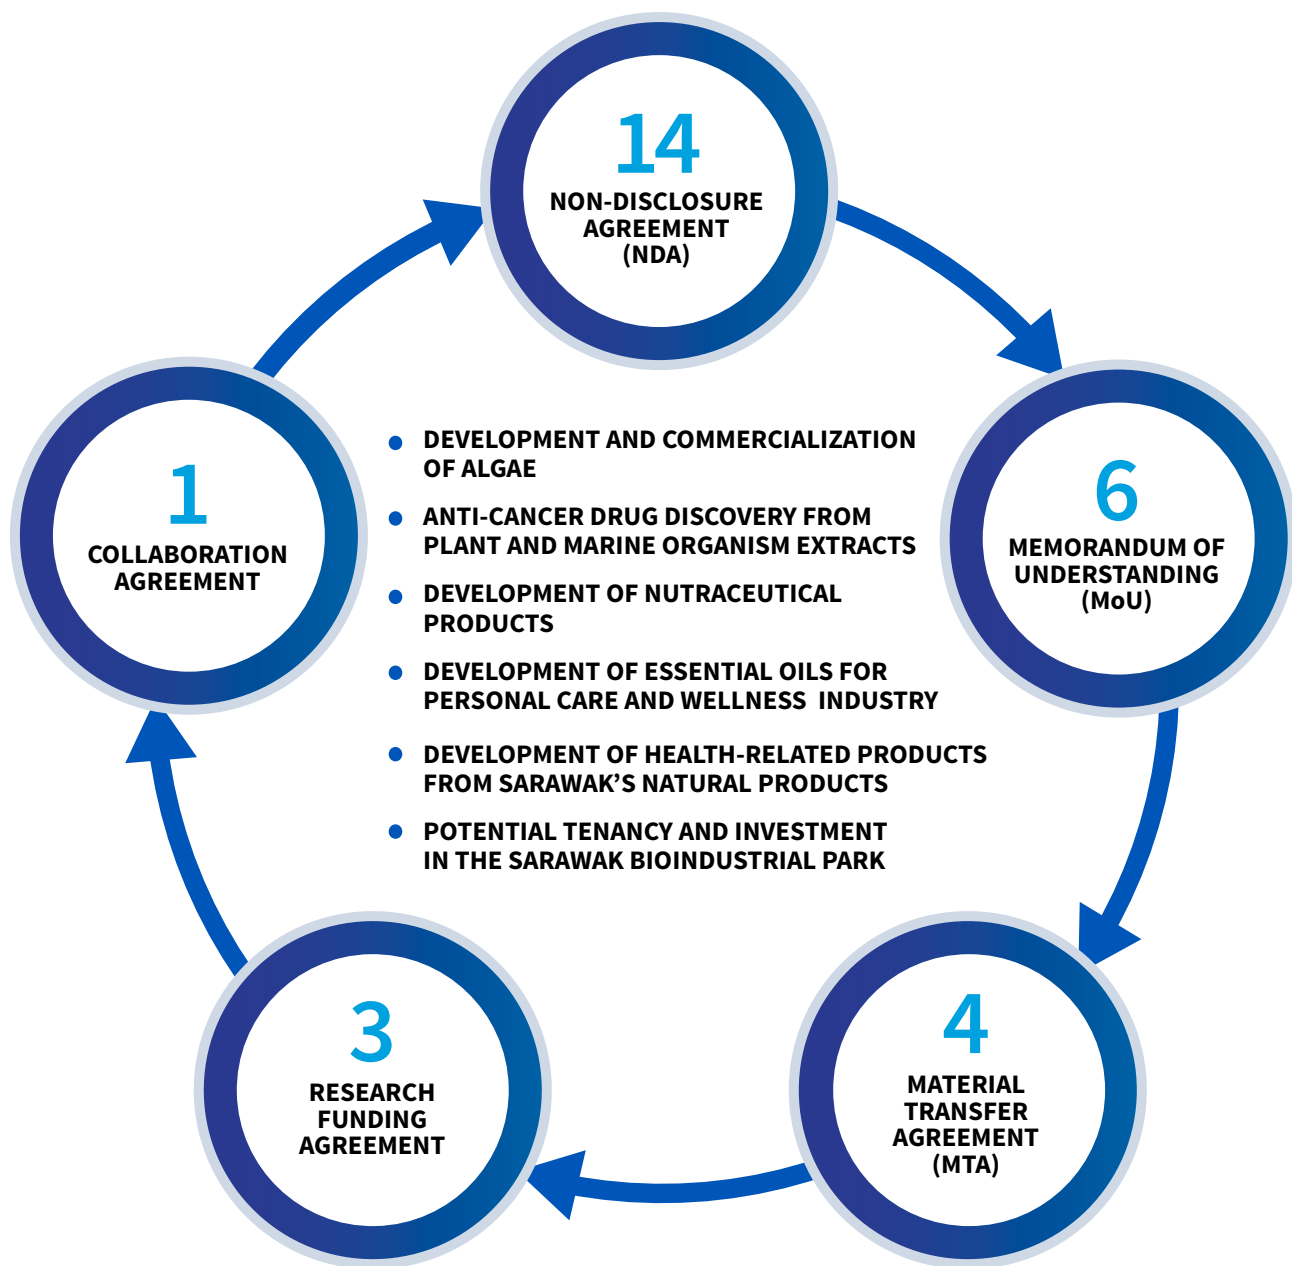 14
NON-DISCLOSURE
AGREEMENT
(NDA)
6
MEMORANDUM OF
UNDERSTANDING
(MoU)
4
MATERIAL
TRANSFER
AGREEMENT
(MTA)
3
RESEARCH
FUNDING
AGREEMENT
1
COLLABORATION
AGREEMENT
• DEVELOPMENT AND COMMERCIALIZATION
OF ALGAE
• ANTI-CANCER DRUG DISCOVERY FROM
PLANT AND MARINE ORGANISM EXTRACTS
• DEVELOPMENT OF NUTRACEUTICAL
PRODUCTS
• DEVELOPMENT OF ESSENTIAL OILS FOR
PERSONAL CARE AND WELLNESS INDUSTRY
• DEVELOPMENT OF HEALTH-RELATED PRODUCTS
FROM SARAWAK’S NATURAL PRODUCTS
• POTENTIAL TENANCY AND INVESTMENT
IN THE SARAWAK BIOINDUSTRIAL PARK